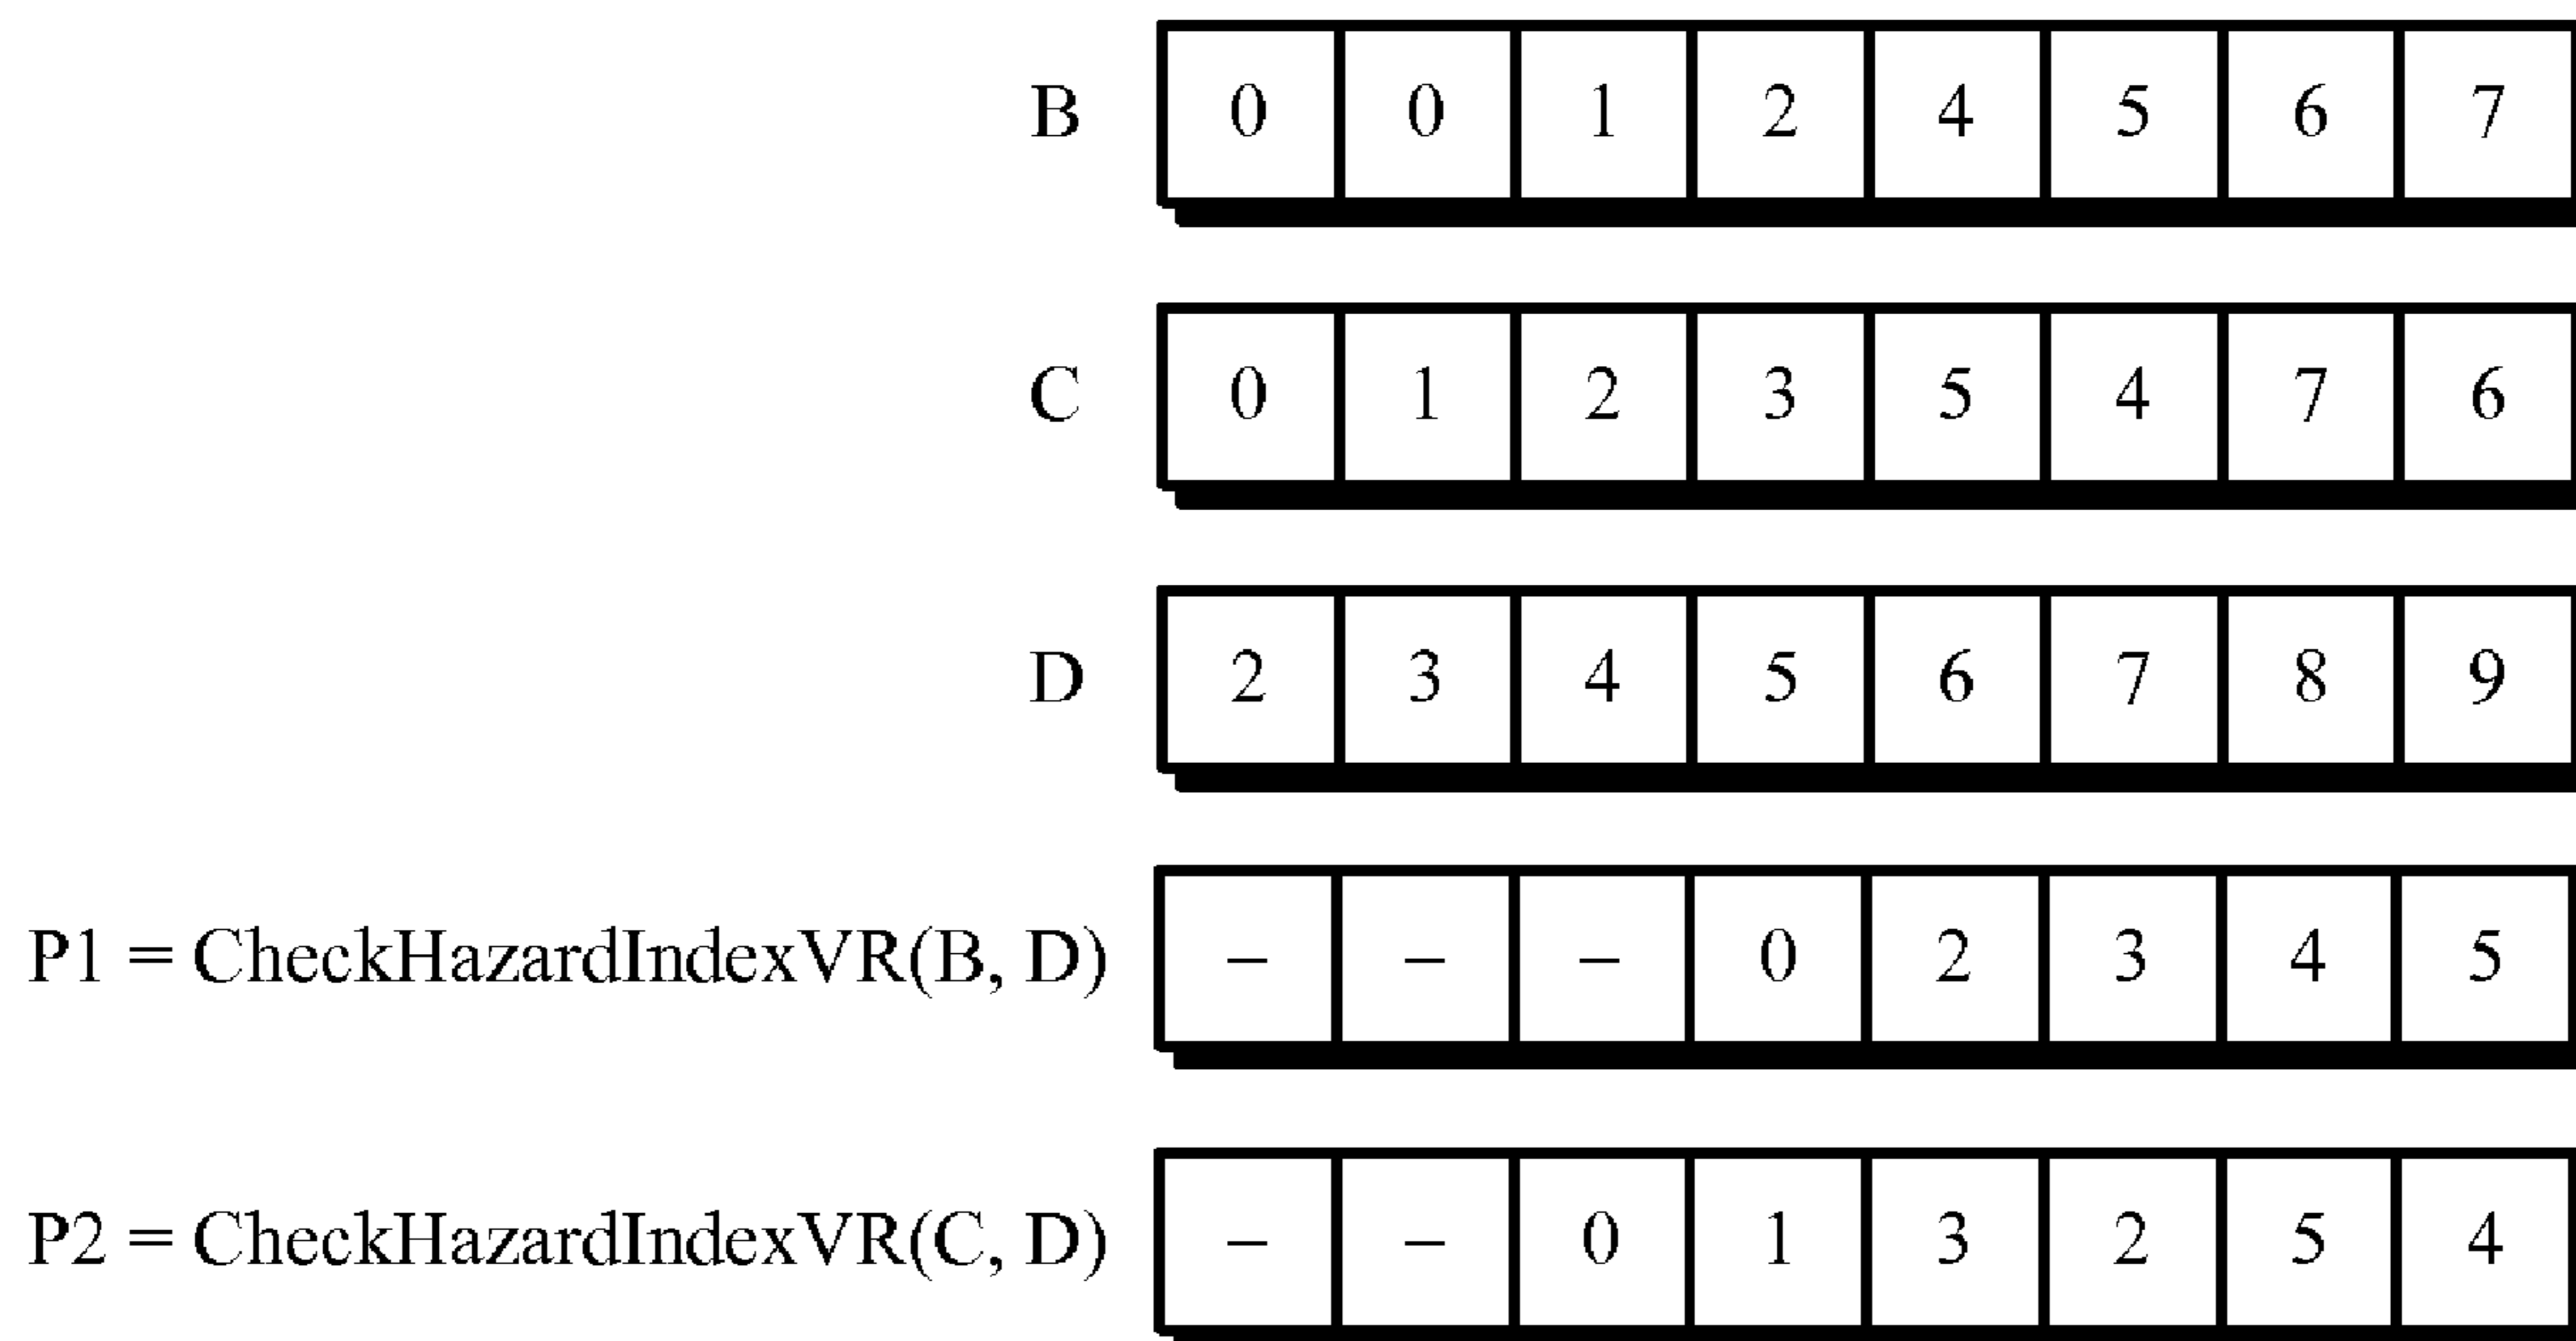 B 0 0 1 2 4 5 6 7
C 0 1 2 3 5 4 7 6
D 2 3 4 5 6 7 8 9
P1 = CheckHazardIndexVR(B, D) – – – 0 2 3 4 5
P2 = CheckHazardIndexVR(C, D) – – 0 1 3 2 5 4